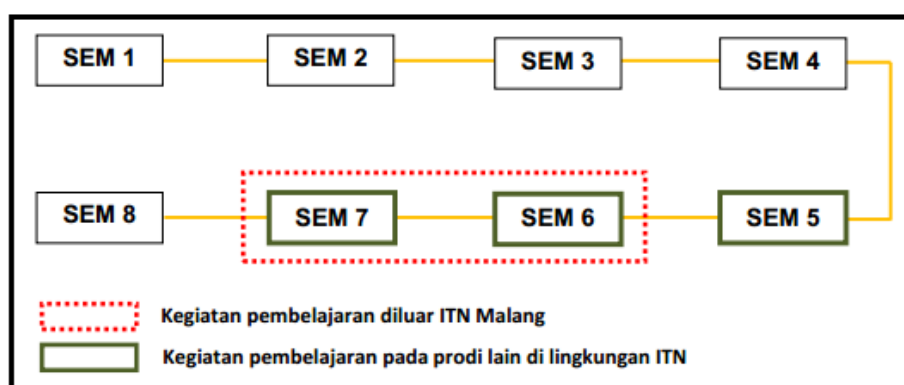 SEM 1
SEM 2
SEM 3
SEM 4
SEM 8
SEM 7
SEM 6
SEM 5
Kegiatan pembelajaran diluar ITN Malang
Kegiatan pembelajaran pada prodi lain di lingkungan ITN